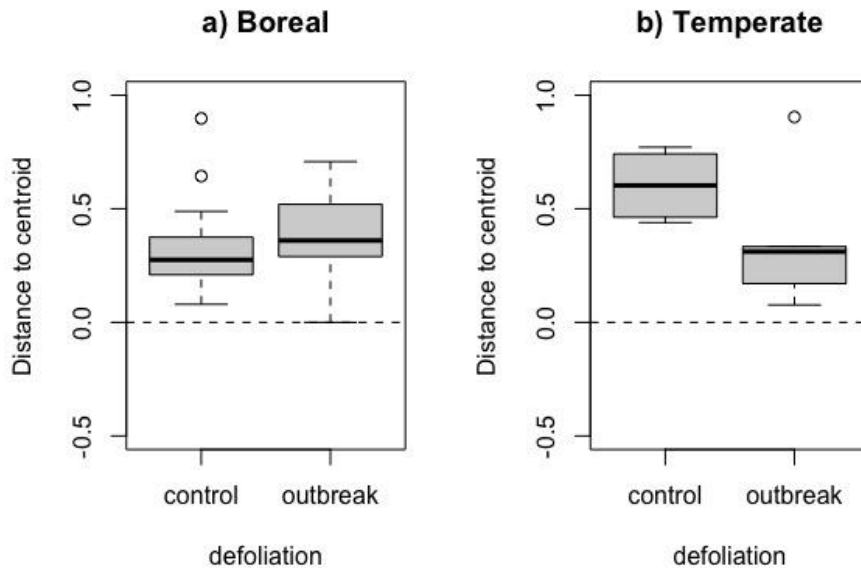 a) Boreal
Distance to centroid
1.0
0.5
0.0
-0.5
control outbreak
defoliation
b) Temperate
Distance to centroid
1.0
0.5
0.0
-0.5
control outbreak
defoliation